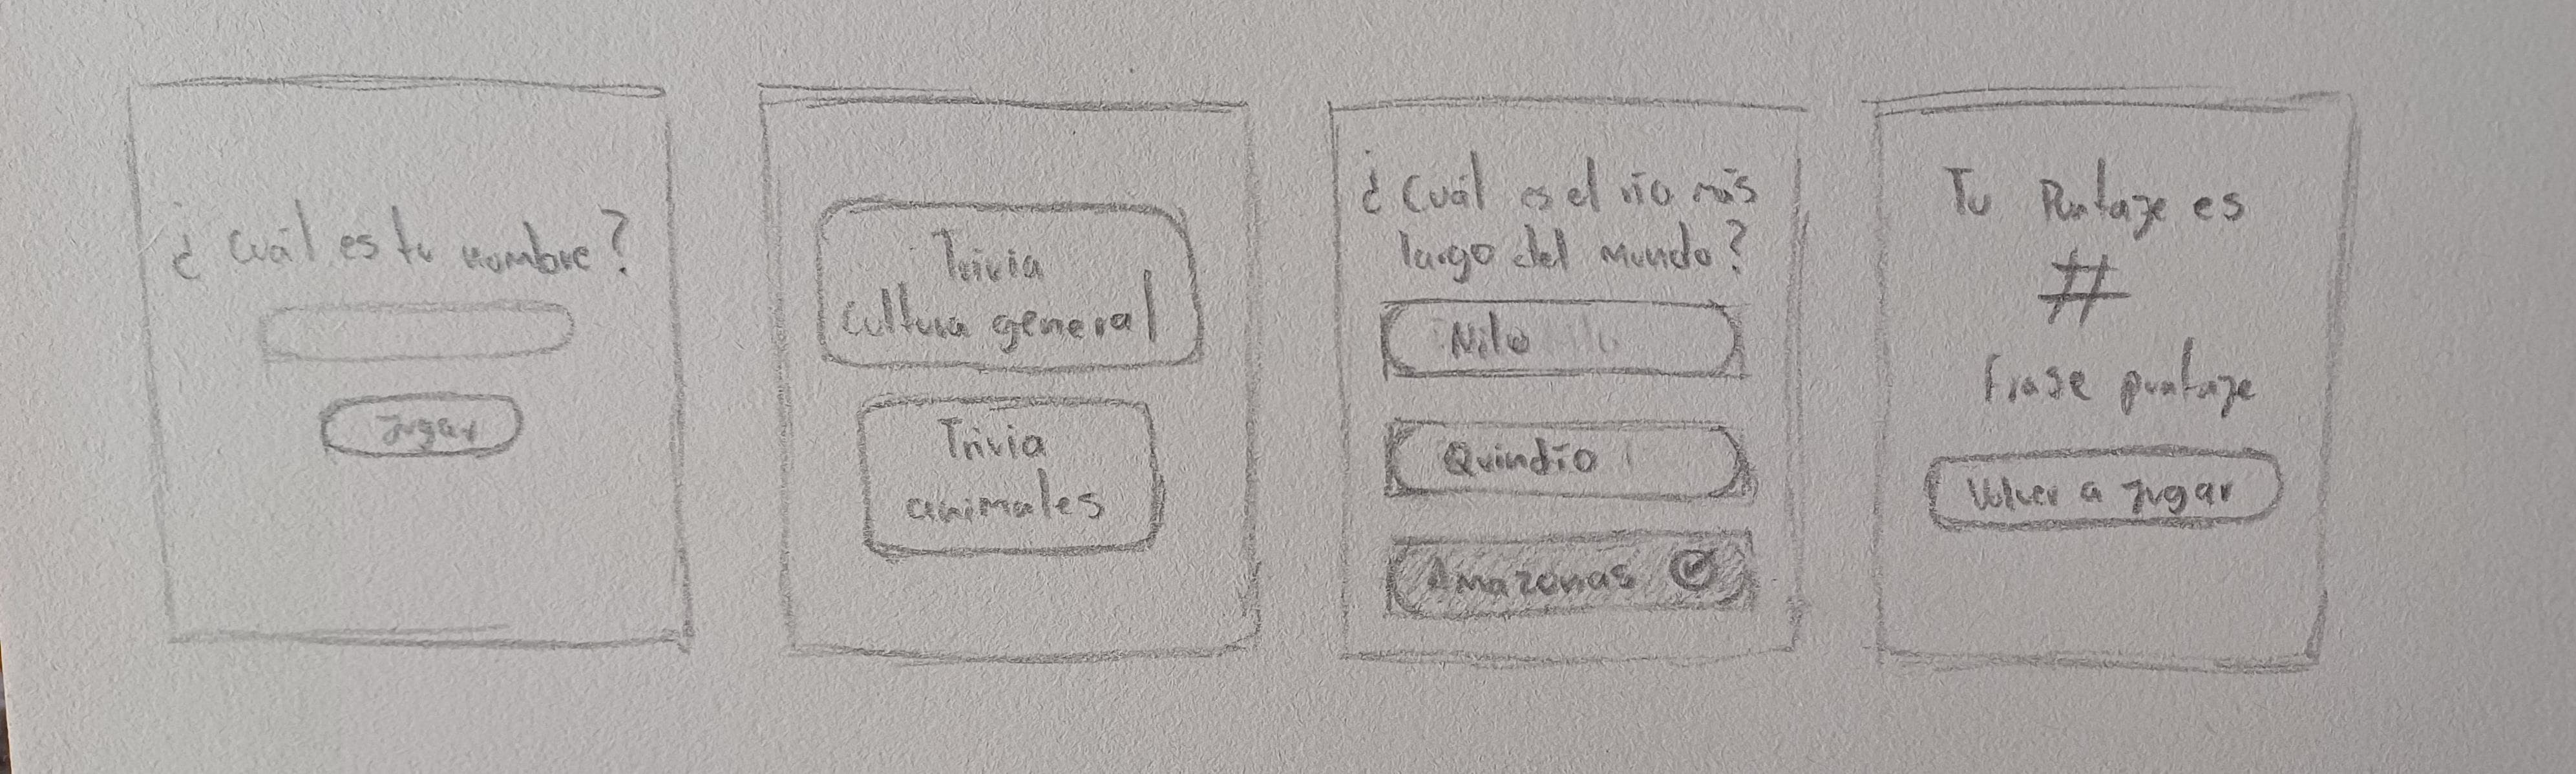 ¿Cuál es tu nombre?
Jugar
Trivia
Cultura general
Trivia
animales
¿Cuál es el río más
largo del mundo?
Nilo
Quindío
Amazonas
Tu Puntaje es
#
Frase puntaje
Volver a jugar